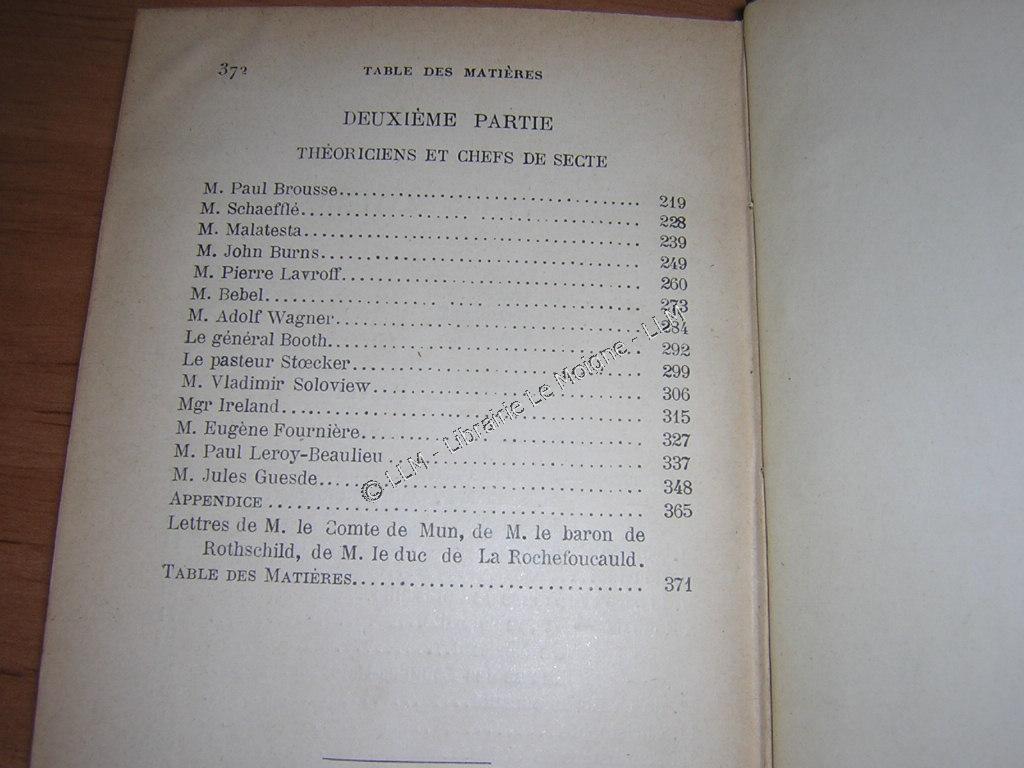 372 TABLE DES MATIÈRES
DEUXIÈME PARTIE
THÉORICIENS ET CHEFS DE SECTE
M. Paul Brousse........................................ 219
M. Schaefflé........................................ 228
M. Malatesta........................................ 239
M. John Burns........................................ 249
M. Pierre Lavroff........................................ 260
M. Bebel........................................ 273
M. Adolf Wagner........................................ 284
Le général Booth........................................ 292
Le pasteur Stœcker........................................ 299
M. Vladimir Soloview........................................ 306
Mgr Ireland........................................ 315
M. Eugène Fournière........................................ 327
M. Paul Leroy-Beaulieu........................................ 337
M. Jules Guesde........................................ 348
APPENDICE........................................ 365
Lettres de M. le Comte de Mun, de M. le baron de
Rothschild, de M. le duc de La Rochefoucauld.
TABLE DES MATIÈRES........................................ 371
© LLM - Librairie Le Moigne - LLM